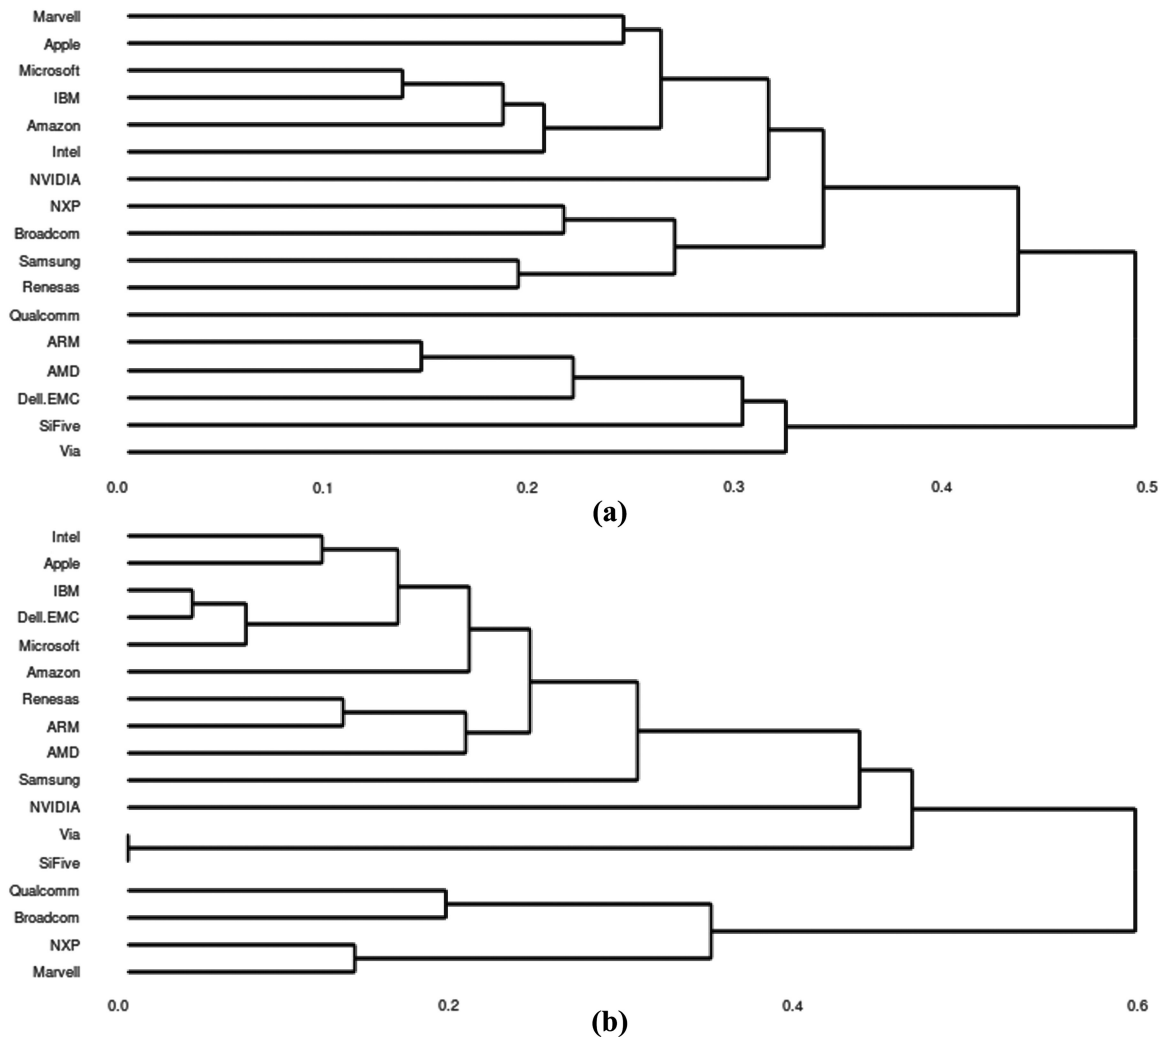 Marvell
Apple
Microsoft
IBM
Amazon
Intel
NVIDIA
NXP
Broadcom
Samsung
Renesas
Qualcomm
ARM
AMD
Dell.EMC
SiFive
Via
0.0 0.1 0.2 0.3 0.4 0.5
(a)
Intel
Apple
IBM
Dell.EMC
Microsoft
Amazon
Renesas
ARM
AMD
Samsung
NVIDIA
Via
SiFive
Qualcomm
Broadcom
NXP
Marvell
0.0 0.2 0.4 0.6
(b)